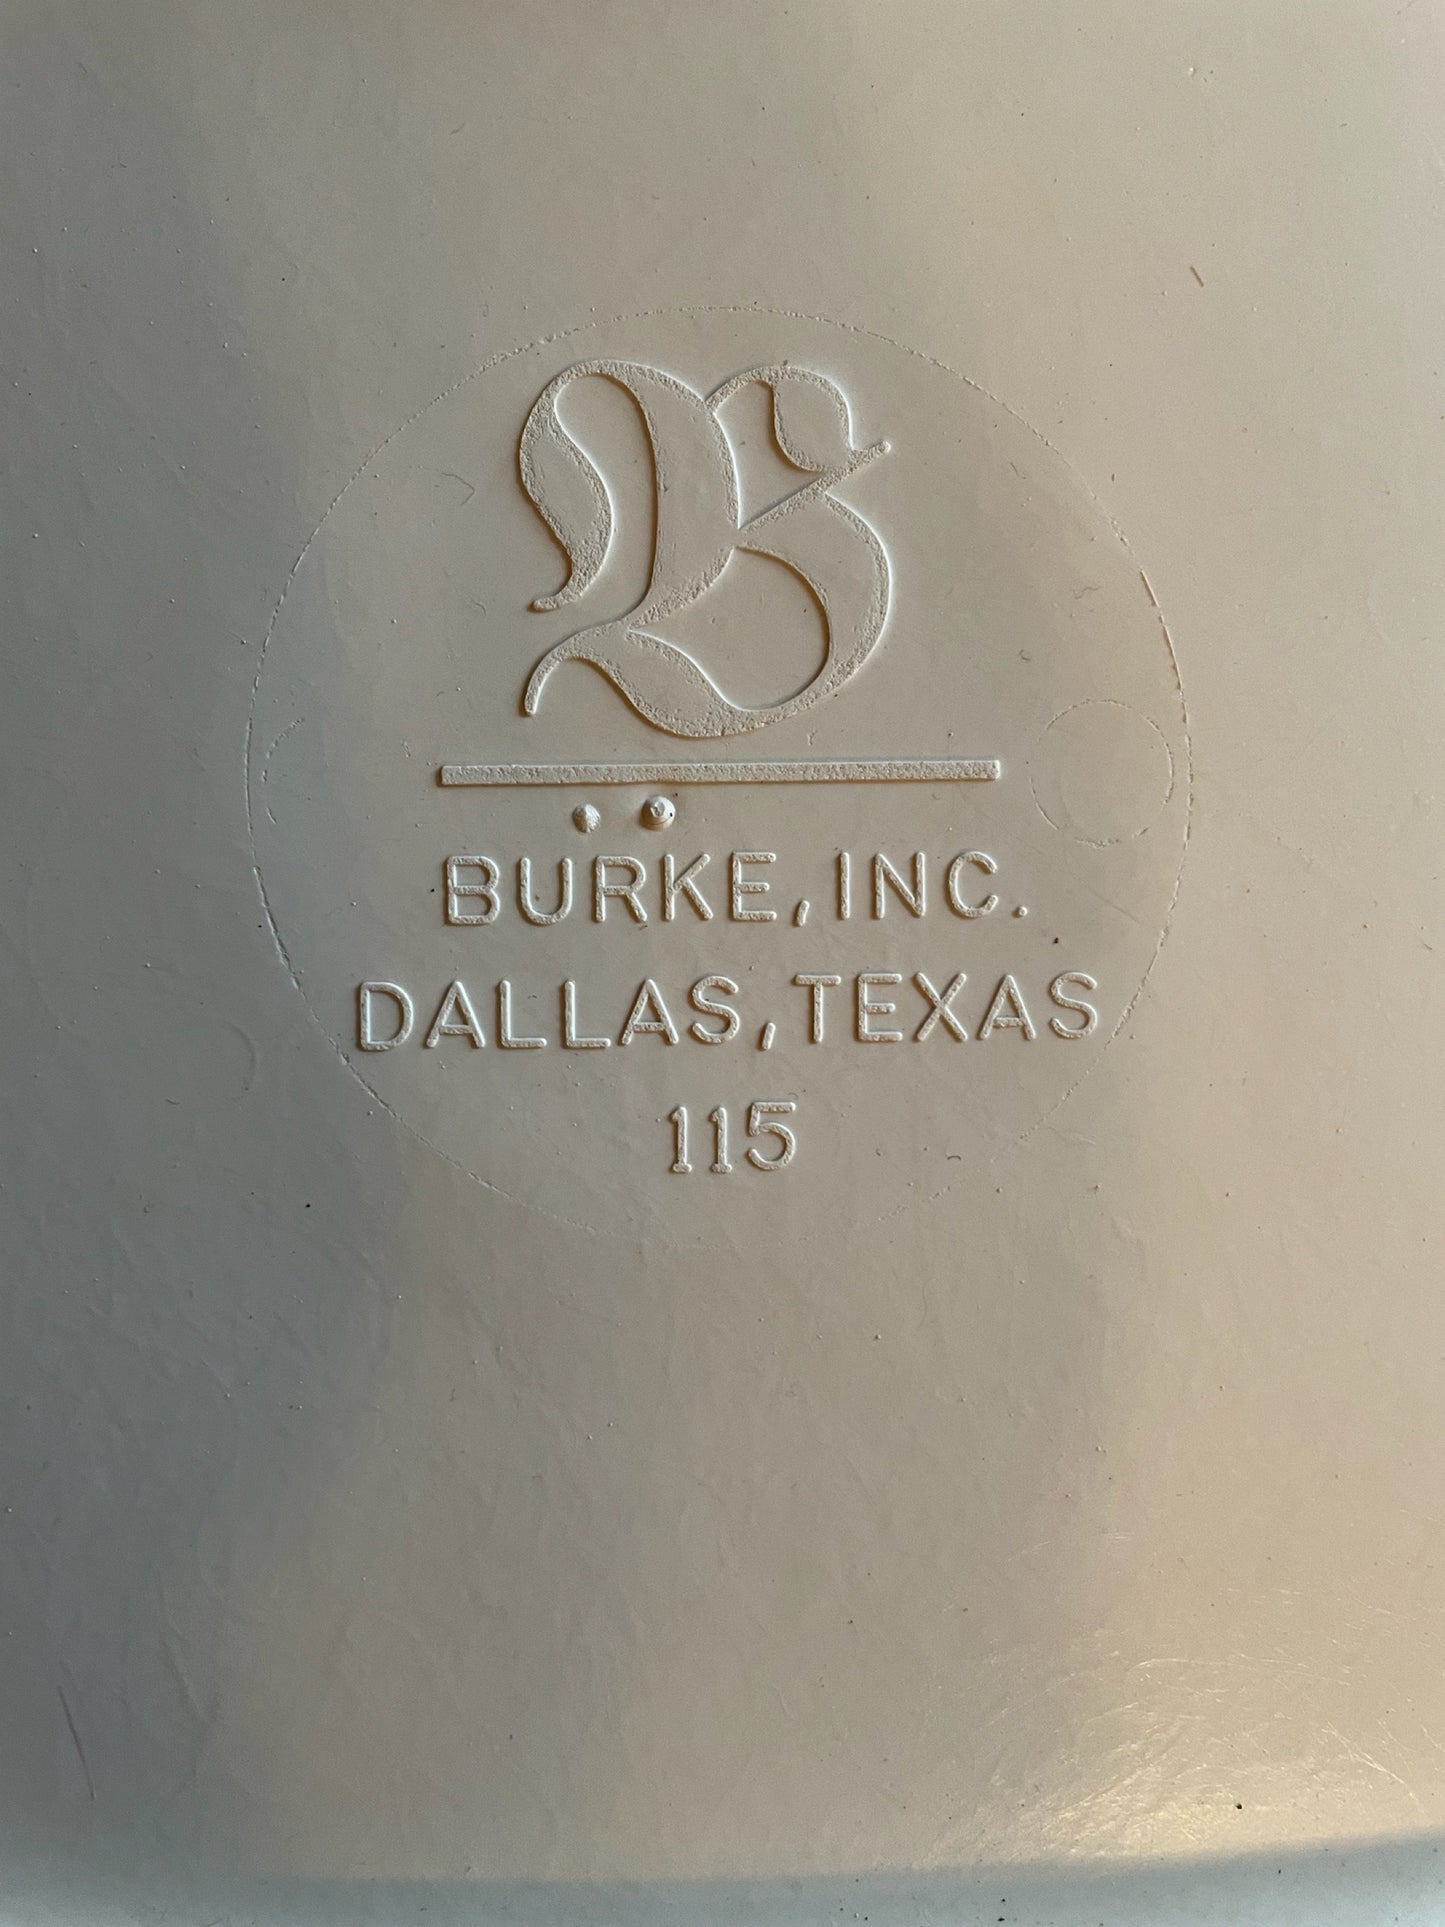 B
BURKE, INC.
DALLAS, TEXAS
115